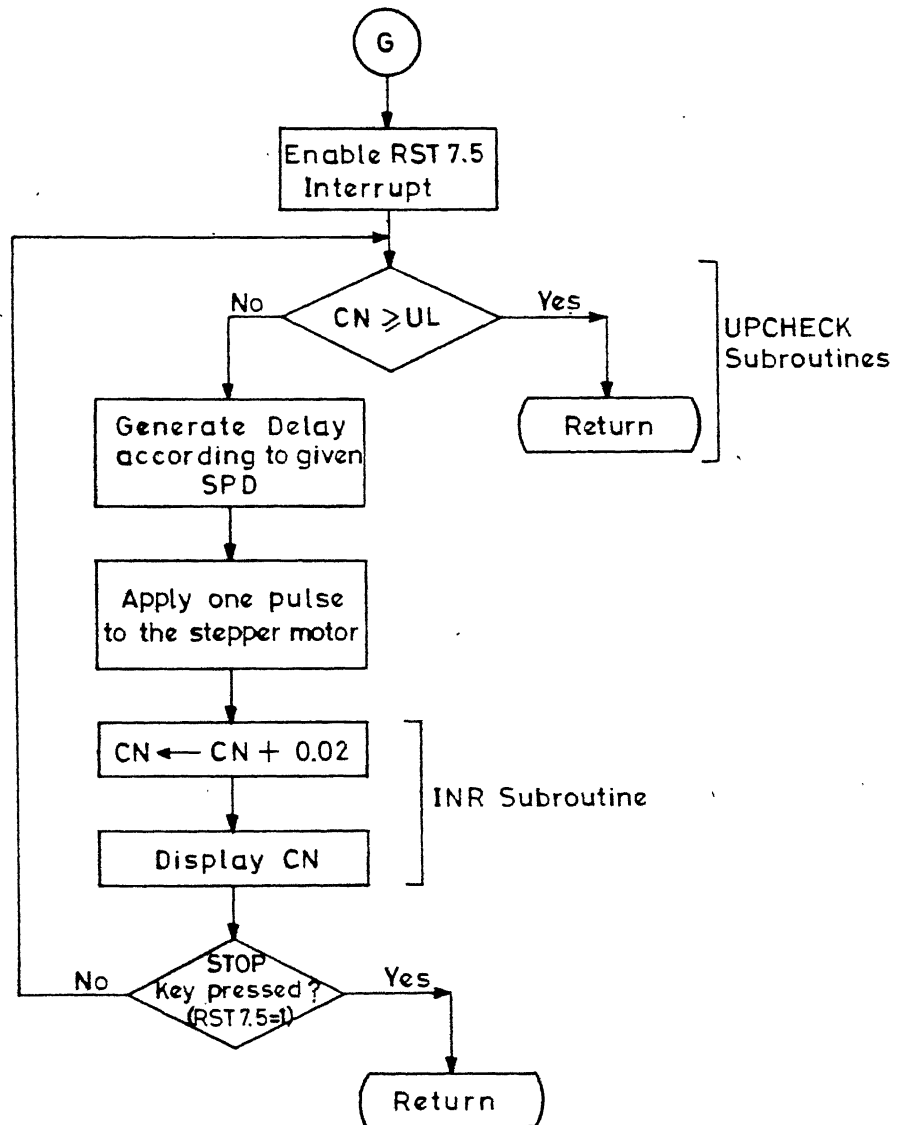 G
Enable RST 7.5
Interrupt
No
CN ⩾ UL
Yes
UPCHECK
Subroutines
Generate Delay
according to given
SPD
Return
Apply one pulse
to the stepper motor
CN ← CN + 0.02
INR Subroutine
Display CN
No
STOP
Key pressed ?
(RST 7.5=1)
Yes
Return